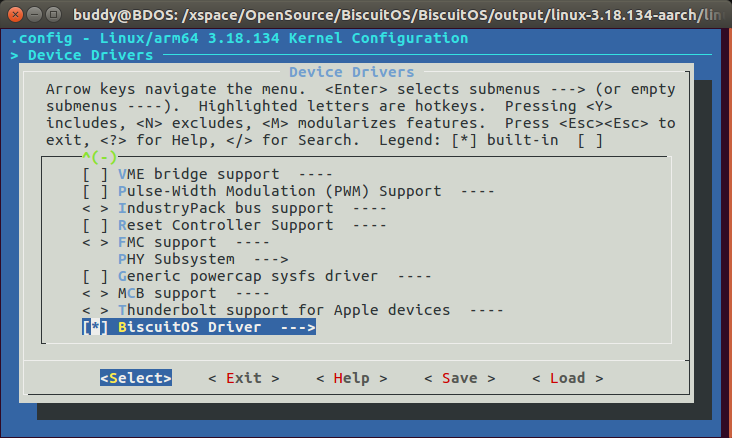 buddy@BDOS: /xspace/OpenSource/BiscuitOS/BiscuitOS/output/linux-3.18.134-aarch/lin
.config - Linux/arm64 3.18.134 Kernel Configuration
> Device Drivers
Device Drivers
Arrow keys navigate the menu.  <Enter> selects submenus ---> (or empty
submenus ----).  Highlighted letters are hotkeys.  Pressing <Y>
includes, <N> excludes, <M> modularizes features.  Press <Esc><Esc> to
exit, <?> for Help, </> for Search.  Legend: [*] built-in  [ ]
^(-)
[ ] VME bridge support  ----
[ ] Pulse-Width Modulation (PWM) Support  ----
< > IndustryPack bus support  ----
[ ] Reset Controller Support  ----
< > FMC support  ----
PHY Subsystem  --->
[ ] Generic powercap sysfs driver  ----
< > MCB support  ----
< > Thunderbolt support for Apple devices  ----
[*] BiscuitOS Driver  --->
<Select>    < Exit >    < Help >    < Save >    < Load >